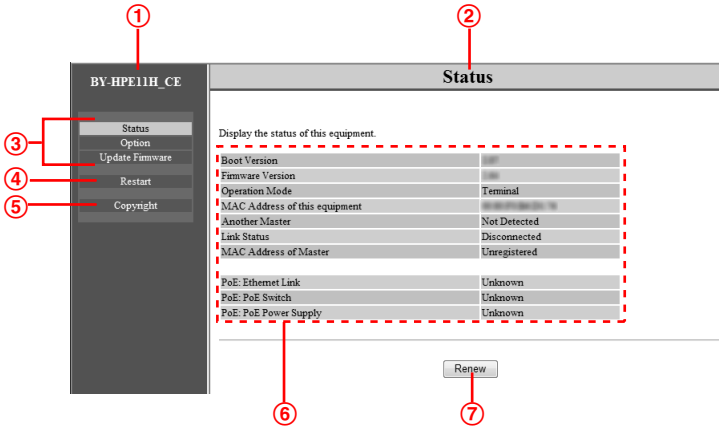 ① ②
BY-HPE11H_CE
Status
③
Status
Option
Update Firmware
④ Restart
⑤ Copyright
Display the status of this equipment.
Boot Version
Firmware Version
Operation Mode Terminal
MAC Address of this equipment
Another Master Not Detected
Link Status Disconnected
MAC Address of Master Unregistered
PoE: Ethernet Link Unknown
PoE: PoE Switch Unknown
PoE: PoE Power Supply Unknown
Renew
⑥ ⑦